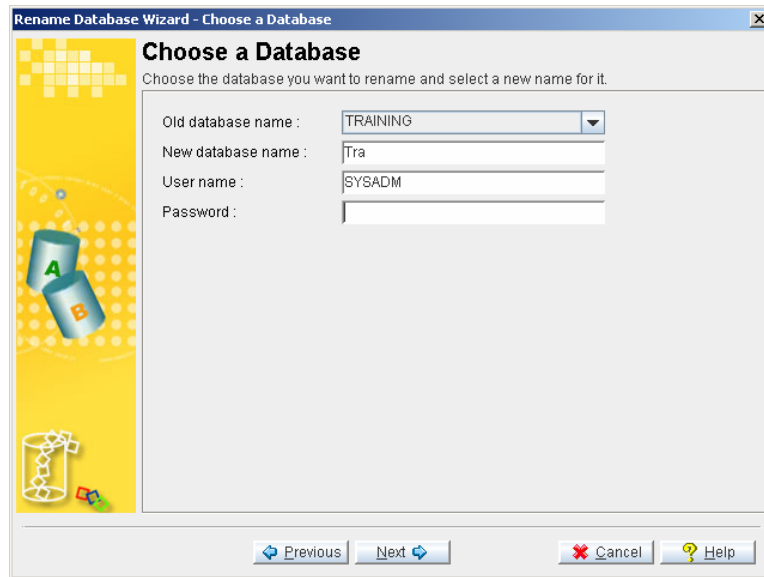 Rename Database Wizard - Choose a Database
Choose a Database
Choose the database you want to rename and select a new name for it.
Old database name : TRAINING
New database name : Tra
User name : SYSADM
Password :
A
B
Previous Next Cancel Help